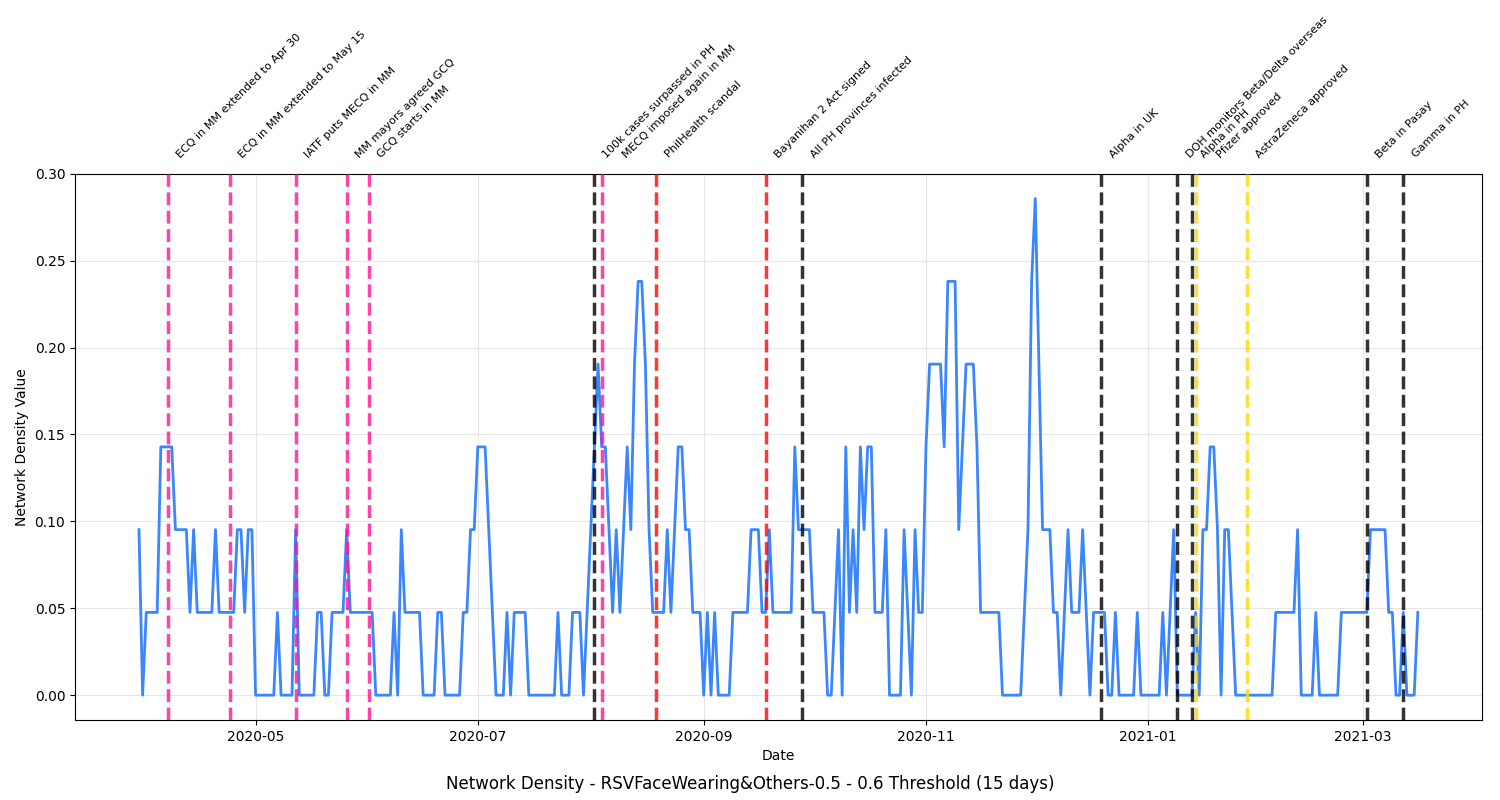 ECQ in MM extended to Apr 30
ECQ in MM extended to May 15
IATF puts MECQ in MM
MM mayors agreed GCQ
GCQ starts in MM
100k cases surpassed in PH
MECQ imposed again in MM
PhilHealth scandal
Bayanihan 2 Act signed
All PH provinces infected
Alpha in UK
DOH monitors Beta/Delta overseas
Alpha in PH
Pfizer approved
AstraZeneca approved
Beta in Pasay
Gamma in PH
0.30
0.25
0.20
0.15
0.10
0.05
0.00
Network Density Value
2020-05
2020-07
2020-09
2020-11
2021-01
2021-03
Date
Network Density - RSVFaceWearing&Others-0.5 - 0.6 Threshold (15 days)